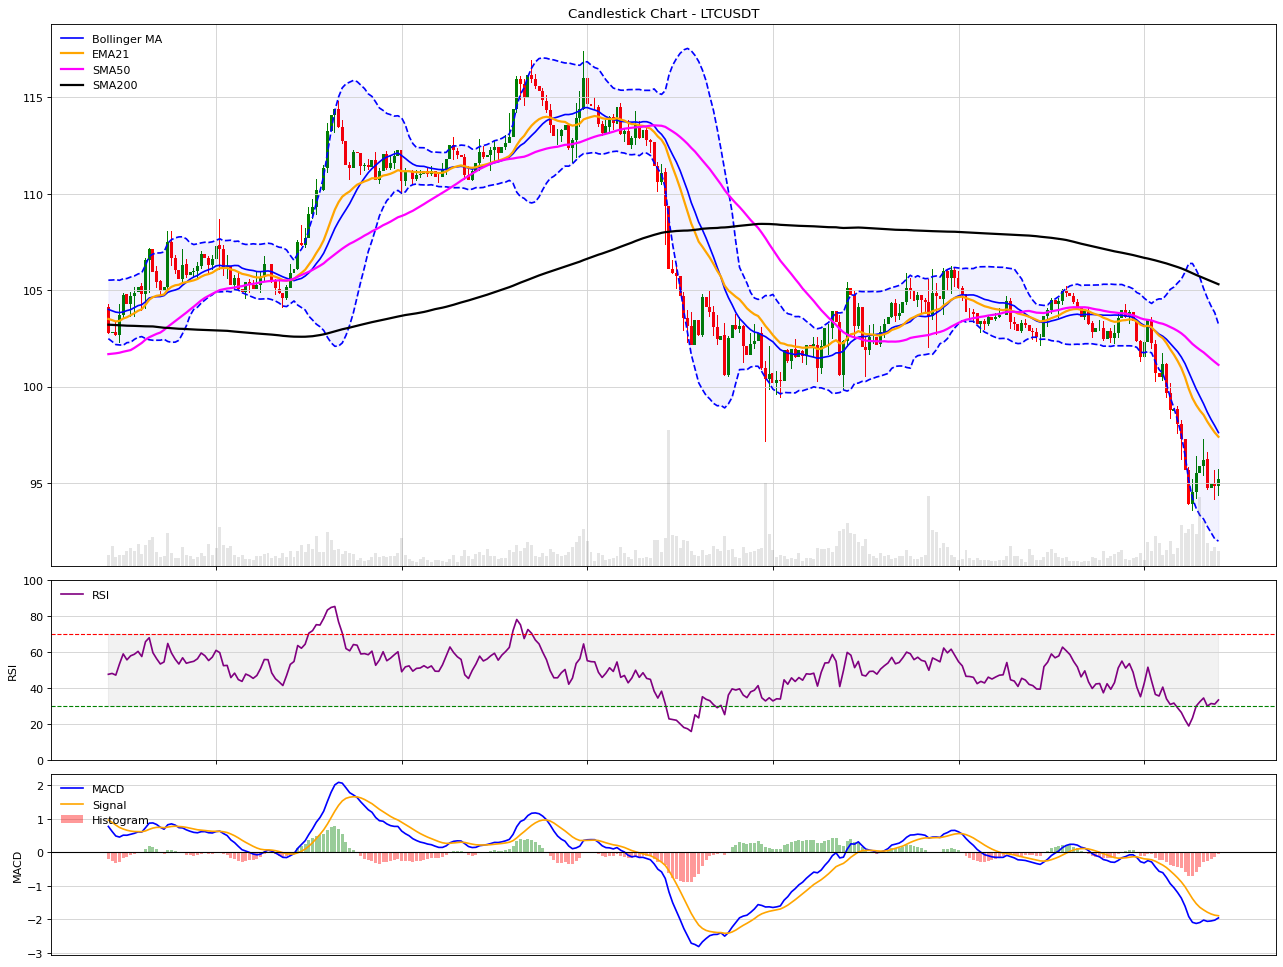 Candlestick Chart - LTCUSDT
Bollinger MA
EMA21
SMA50
SMA200
115
110
105
100
95
100
80
60
40
20
0
RSI
RSI
2
1
0
−1
−2
−3
MACD
MACD
Signal
Histogram